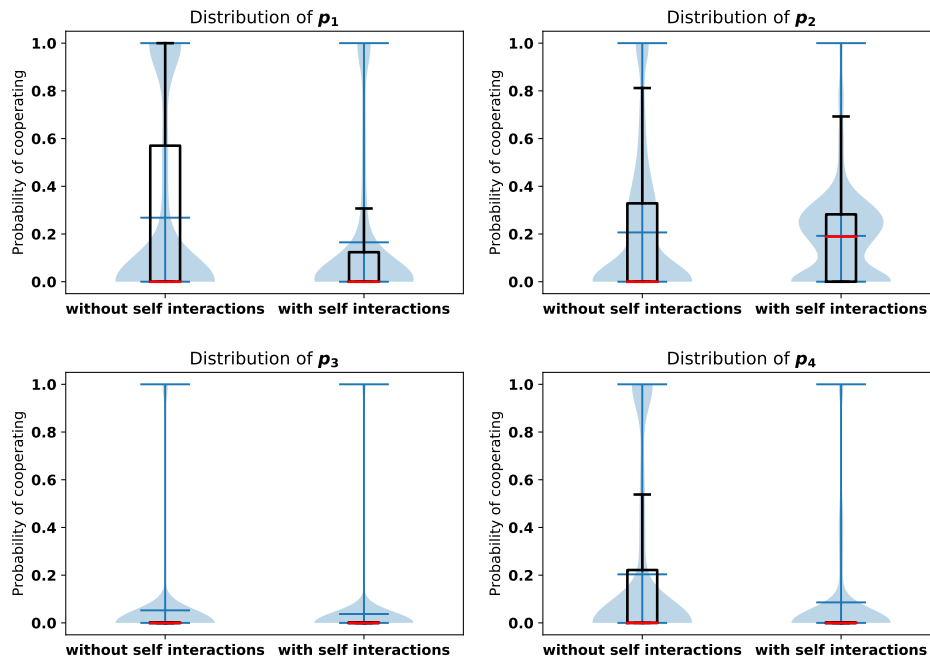 Distribution of p₁
Probability of cooperating
1.0
0.8
0.6
0.4
0.2
0.0
without self interactions with self interactions
Distribution of p₂
Probability of cooperating
1.0
0.8
0.6
0.4
0.2
0.0
without self interactions with self interactions
Distribution of p₃
Probability of cooperating
1.0
0.8
0.6
0.4
0.2
0.0
without self interactions with self interactions
Distribution of p₄
Probability of cooperating
1.0
0.8
0.6
0.4
0.2
0.0
without self interactions with self interactions